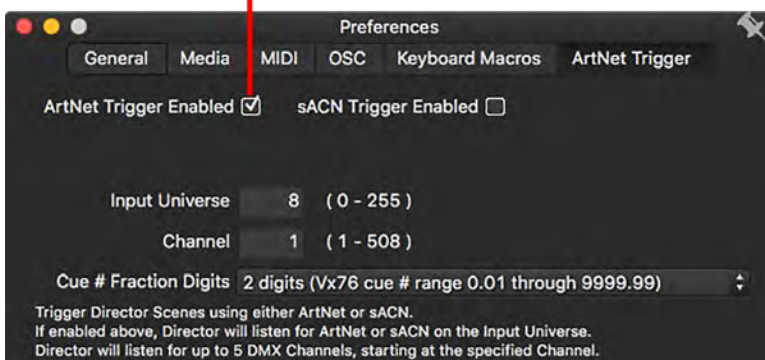 Preferences
General Media MIDI OSC Keyboard Macros ArtNet Trigger
ArtNet Trigger Enabled sACN Trigger Enabled
Input Universe 8 ( 0 - 255 )
Channel 1 ( 1 - 508 )
Cue # Fraction Digits 2 digits (Vx76 cue # range 0.01 through 9999.99)
Trigger Director Scenes using either ArtNet or sACN.
If enabled above, Director will listen for ArtNet or sACN on the Input Universe.
Director will listen for up to 5 DMX Channels, starting at the specified Channel.